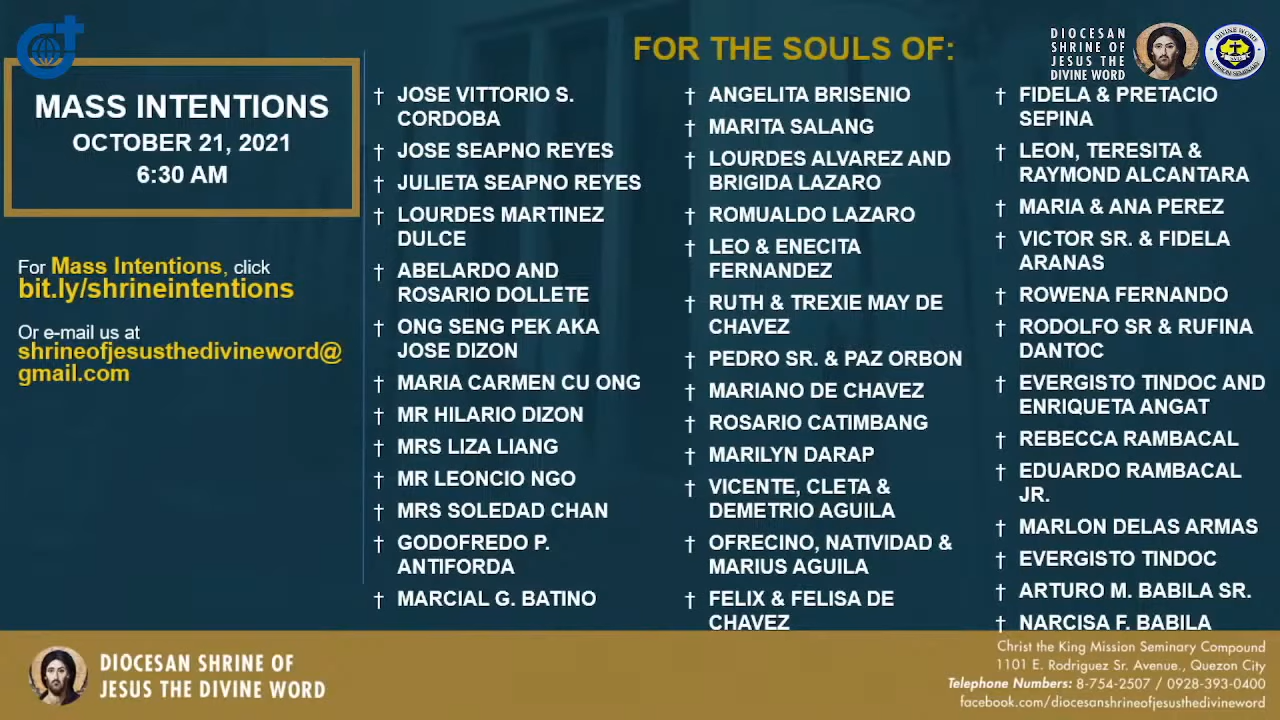 MASS INTENTIONS
OCTOBER 21, 2021
6:30 AM
For Mass Intentions, click
bit.ly/shrineintentions
Or e-mail us at
shrineofjesusthedivineword@
gmail.com
FOR THE SOULS OF:
† JOSE VITTORIO S.
CORDOBA
† JOSE SEAPNO REYES
† JULIETA SEAPNO REYES
† LOURDES MARTINEZ
DULCE
† ABELARDO AND
ROSARIO DOLLETE
† ONG SENG PEK AKA
JOSE DIZON
† MARIA CARMEN CU ONG
† MR HILARIO DIZON
† MRS LIZA LIANG
† MR LEONCIO NGO
† MRS SOLEDAD CHAN
† GODOFREDO P.
ANTIFORDA
† MARCIAL G. BATINO
† ANGELITA BRISENIO
† MARITA SALANG
† LOURDES ALVAREZ AND
BRIGIDA LAZARO
† ROMUALDO LAZARO
† LEO & ENECITA
FERNANDEZ
† RUTH & TREXIE MAY DE
CHAVEZ
† PEDRO SR. & PAZ ORBON
† MARIANO DE CHAVEZ
† ROSARIO CATIMBANG
† MARILYN DARAP
† VICENTE, CLETA &
DEMETRIO AGUILA
† OFRECINO, NATIVIDAD &
MARIUS AGUILA
† FELIX & FELISA DE
CHAVEZ
DIOCESAN
SHRINE OF
JESUS THE
DIVINE WORD
† FIDELA & PRETACIO
SEPINA
† LEON, TERESITA &
RAYMOND ALCANTARA
† MARIA & ANA PEREZ
† VICTOR SR. & FIDELA
ARANAS
† ROWENA FERNANDO
† RODOLFO SR & RUFINA
DANTOC
† EVERGISTO TINDOC AND
ENRIQUETA ANGAT
† REBECCA RAMBACAL
† EDUARDO RAMBACAL
JR.
† MARLON DELAS ARMAS
† EVERGISTO TINDOC
† ARTURO M. BABILA SR.
† NARCISA F. BABILA
DIOCESAN SHRINE OF
JESUS THE DIVINE WORD
Christ the King Mission Seminary Compound
1101 E. Rodriguez Sr. Avenue., Quezon City
Telephone Numbers: 8-754-2507 / 0928-393-0400
facebook.com/diocesanshrineofjesusthedivineword